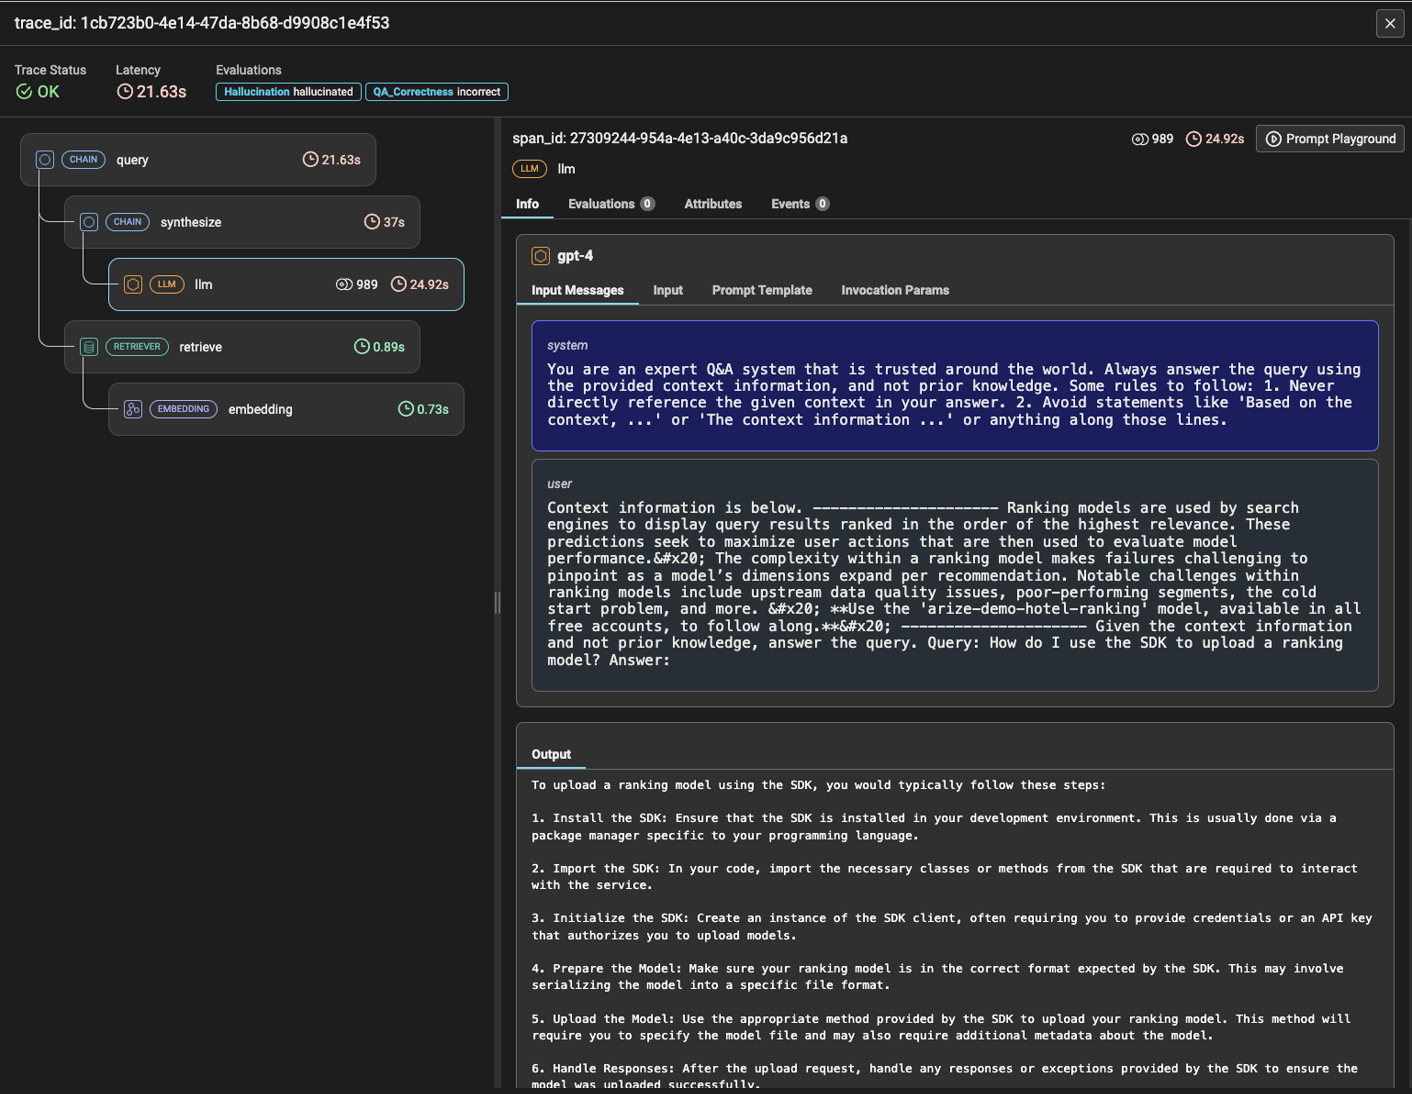 trace_id: 1cb723b0-4e14-47da-8b68-d9908c1e4f53
Trace Status
OK
Latency
21.63s
Evaluations
Hallucination hallucinated
QA_Correctness incorrect
CHAIN query 21.63s
CHAIN synthesize 37s
LLM llm 989 24.92s
RETRIEVER retrieve 0.89s
EMBEDDING embedding 0.73s
span_id: 27309244-954a-4e13-a40c-3da9c956d21a
989 24.92s Prompt Playground
LLM llm
Info Evaluations 0 Attributes Events 0
gpt-4
Input Messages Input Prompt Template Invocation Params
system
You are an expert Q&A system that is trusted around the world. Always answer the query using
the provided context information, and not prior knowledge. Some rules to follow: 1. Never
directly reference the given context in your answer. 2. Avoid statements like 'Based on the
context, ...' or 'The context information ...' or anything along those lines.
user
Context information is below. --------------------- Ranking models are used by search
engines to display query results ranked in the order of the highest relevance. These
predictions seek to maximize user actions that are then used to evaluate model
performance.&#x20; The complexity within a ranking model makes failures challenging to
pinpoint as a model’s dimensions expand per recommendation. Notable challenges within
ranking models include upstream data quality issues, poor-performing segments, the cold
start problem, and more. &#x20; **Use the 'arize-demo-hotel-ranking' model, available in all
free accounts, to follow along.**&#x20; --------------------- Given the context information
and not prior knowledge, answer the query. Query: How do I use the SDK to upload a ranking
model? Answer:
Output
To upload a ranking model using the SDK, you would typically follow these steps:
1. Install the SDK: Ensure that the SDK is installed in your development environment. This is usually done via a
package manager specific to your programming language.
2. Import the SDK: In your code, import the necessary classes or methods from the SDK that are required to interact
with the service.
3. Initialize the SDK: Create an instance of the SDK client, often requiring you to provide credentials or an API key
that authorizes you to upload models.
4. Prepare the Model: Make sure your ranking model is in the correct format expected by the SDK. This may involve
serializing the model into a specific file format.
5. Upload the Model: Use the appropriate method provided by the SDK to upload your ranking model. This method will
require you to specify the model file and may also require additional metadata about the model.
6. Handle Responses: After the upload request, handle any responses or exceptions provided by the SDK to ensure the
model was uploaded successfully.